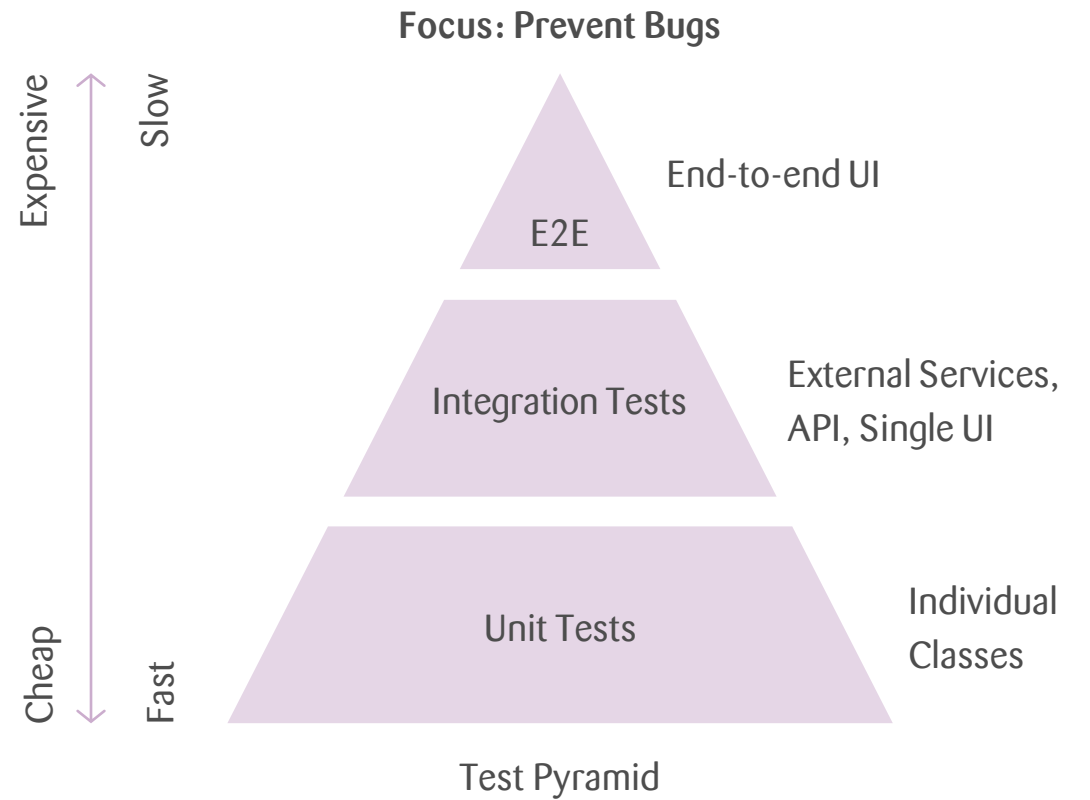 Focus: Prevent Bugs
Expensive
Slow
End-to-end UI
E2E
Integration Tests
External Services,
API, Single UI
Unit Tests
Individual
Classes
Cheap
Fast
Test Pyramid